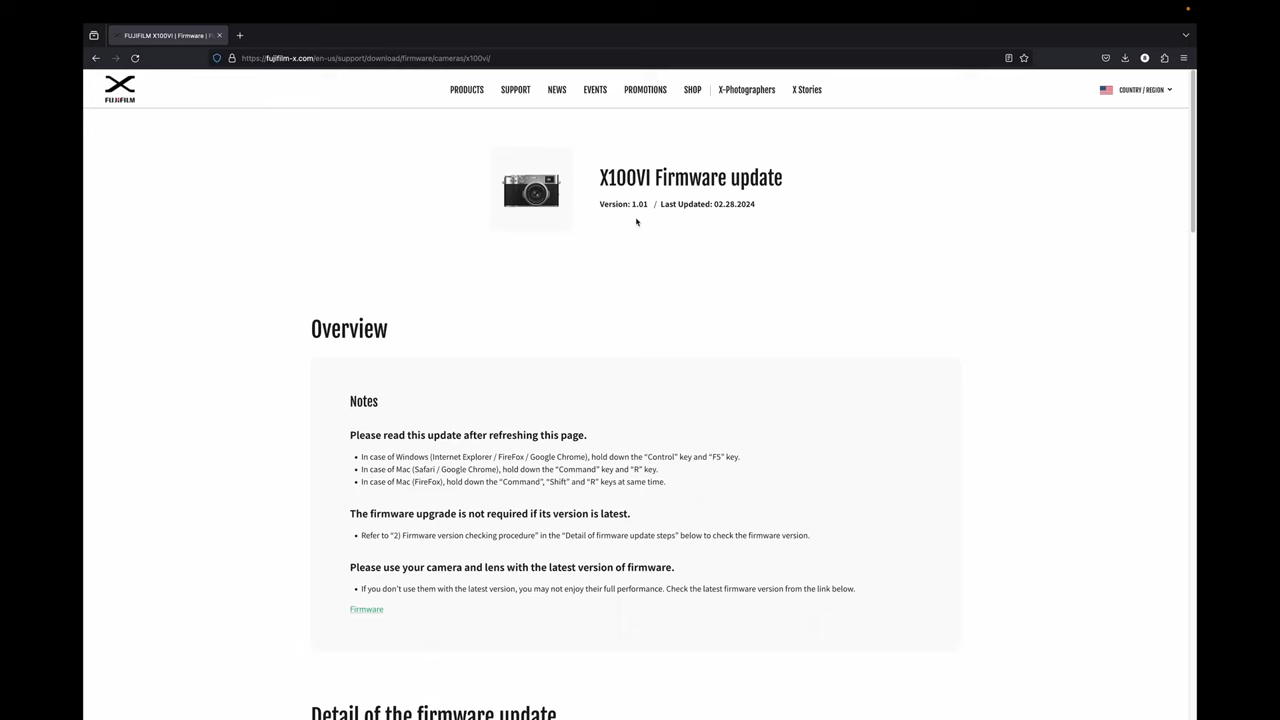 FUJIFILM X100VI | Firmware | F
https://fujifilm-x.com/en-us/support/download/firmware/cameras/x100vi/
FUJIFILM
PRODUCTS SUPPORT NEWS EVENTS PROMOTIONS SHOP X-Photographers X Stories
COUNTRY / REGION
X100VI Firmware update
Version: 1.01 / Last Updated: 02.28.2024
Overview
Notes
Please read this update after refreshing this page.
• In case of Windows (Internet Explorer / FireFox / Google Chrome), hold down the “Control” key and “F5” key.
• In case of Mac (Safari / Google Chrome), hold down the “Command” key and “R” key.
• In case of Mac (FireFox), hold down the “Command”, “Shift” and “R” keys at same time.
The firmware upgrade is not required if its version is latest.
• Refer to “2) Firmware version checking procedure” in the “Detail of firmware update steps” below to check the firmware version.
Please use your camera and lens with the latest version of firmware.
• If you don’t use them with the latest version, you may not enjoy their full performance. Check the latest firmware version from the link below.
Firmware
Detail of the firmware update